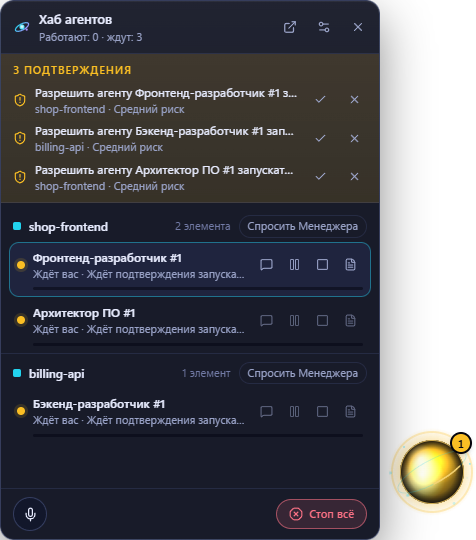 Хаб агентов
Работают: 0 · ждут: 3
3 ПОДТВЕРЖДЕНИЯ
Разрешить агенту Фронтенд-разработчик #1 з...
shop-frontend · Средний риск
Разрешить агенту Бэкенд-разработчик #1 зап...
billing-api · Средний риск
Разрешить агенту Архитектор ПО #1 запускат...
shop-frontend · Средний риск
shop-frontend 2 элемента Спросить Менеджера
Фронтенд-разработчик #1
Ждёт вас · Ждёт подтверждения запуска...
Архитектор ПО #1
Ждёт вас · Ждёт подтверждения запуска...
billing-api 1 элемент Спросить Менеджера
Бэкенд-разработчик #1
Ждёт вас · Ждёт подтверждения запуска...
1
Стоп всё